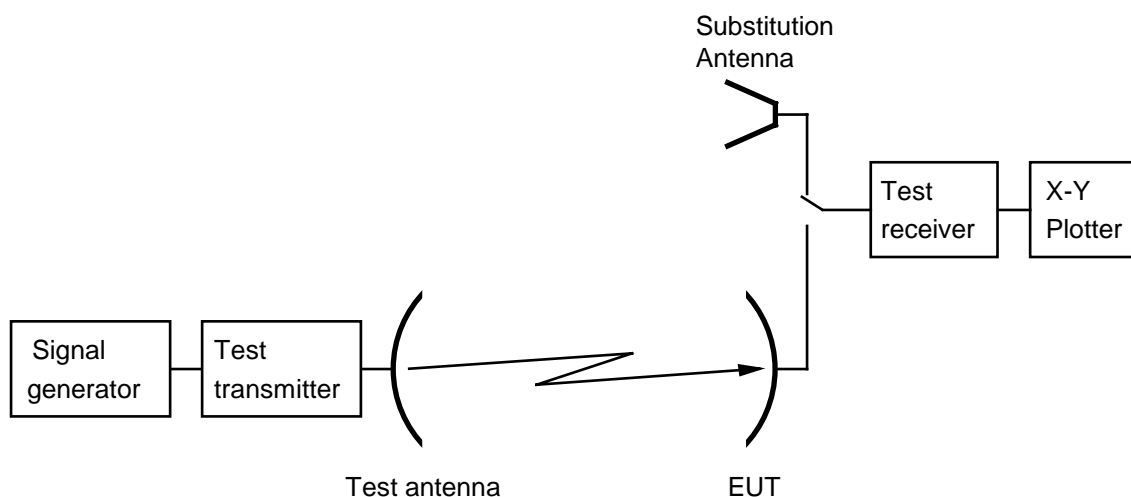 Substitution
Antenna
Test
receiver
X-Y
Plotter
Signal
generator
Test
transmitter
Test antenna
EUT